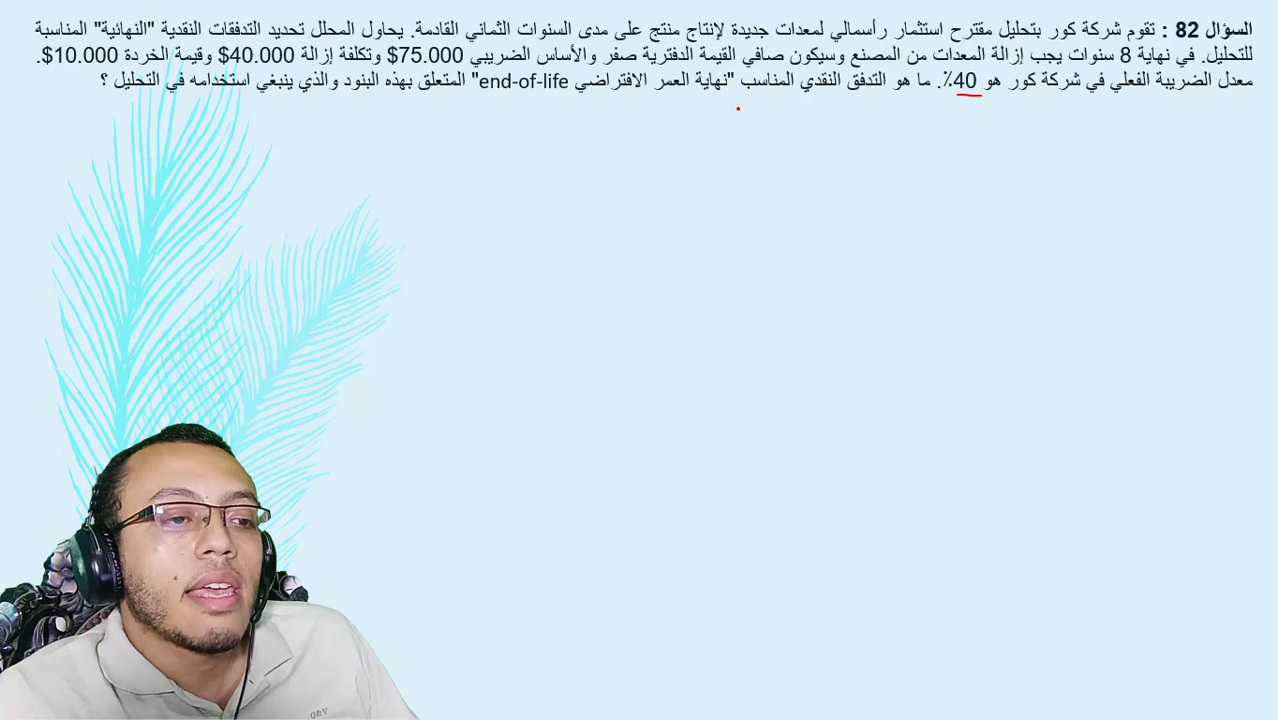 السؤال 82 : تقوم شركة كور بتحليل مقترح استثمار رأسمالي لمعدات جديدة لإنتاج منتج على مدى السنوات الثماني القادمة. يحاول المحلل تحديد التدفقات النقدية "النهائية" المناسبة
للتحليل. في نهاية 8 سنوات يجب إزالة المعدات من المصنع وسيكون صافي القيمة الدفترية صفر والأساس الضريبي 75.000$ وتكلفة إزالة 40.000$ وقيمة الخردة 10.000$.
معدل الضريبة الفعلي في شركة كور هو 40٪. ما هو التدفق النقدي المناسب "نهاية العمر الافتراضي end-of-life" المتعلق بهذه البنود والذي ينبغي استخدامه في التحليل ؟